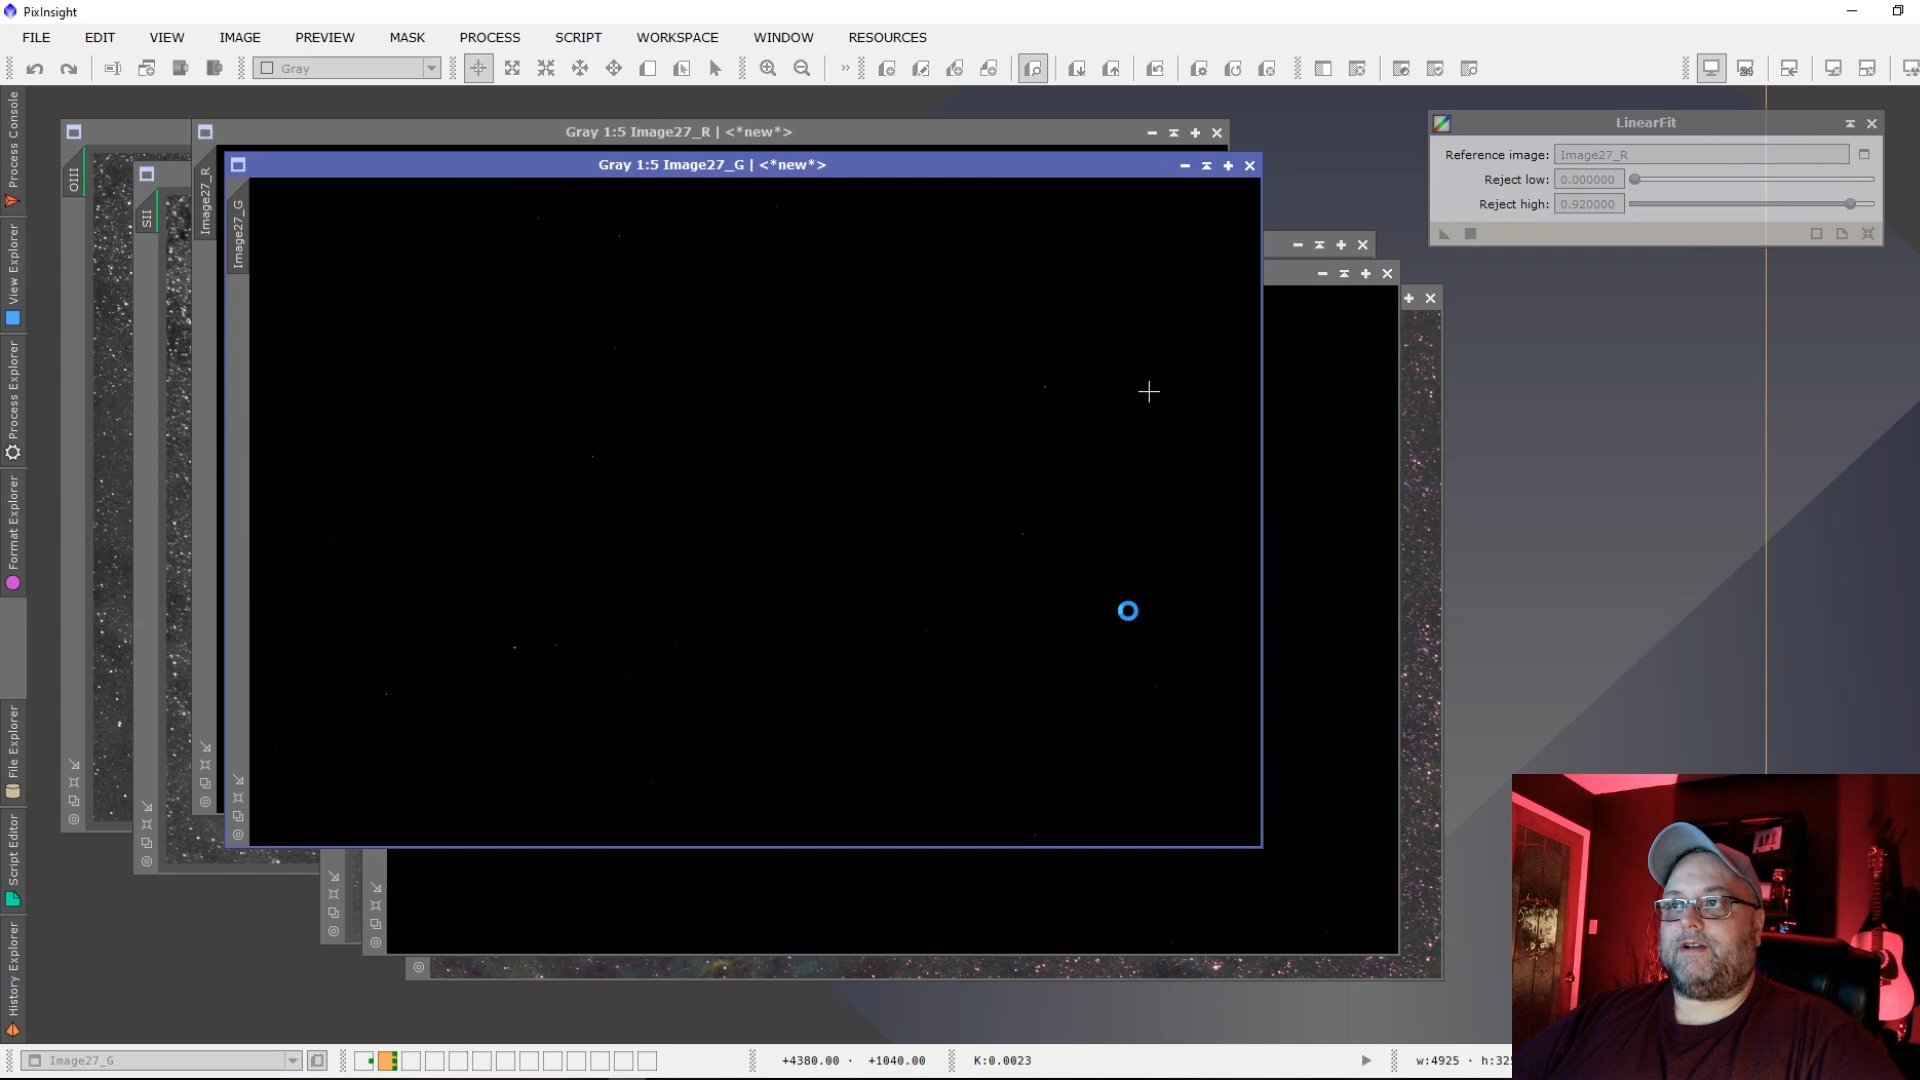 PixInsight
FILE EDIT VIEW IMAGE PREVIEW MASK PROCESS SCRIPT WORKSPACE WINDOW RESOURCES
Gray
Process Console
View Explorer
Process Explorer
Format Explorer
File Explorer
Script Editor
History Explorer
OIII
SII
Gray 1:5 Image27_R | <*new*>
Image27_R
Gray 1:5 Image27_G | <*new*>
Image27_G
LinearFit
Reference image: Image27_R
Reject low: 0.000000
Reject high: 0.920000
Image27_G
+4380.00 · +1040.00
K:0.0023
w:4925 · h:325